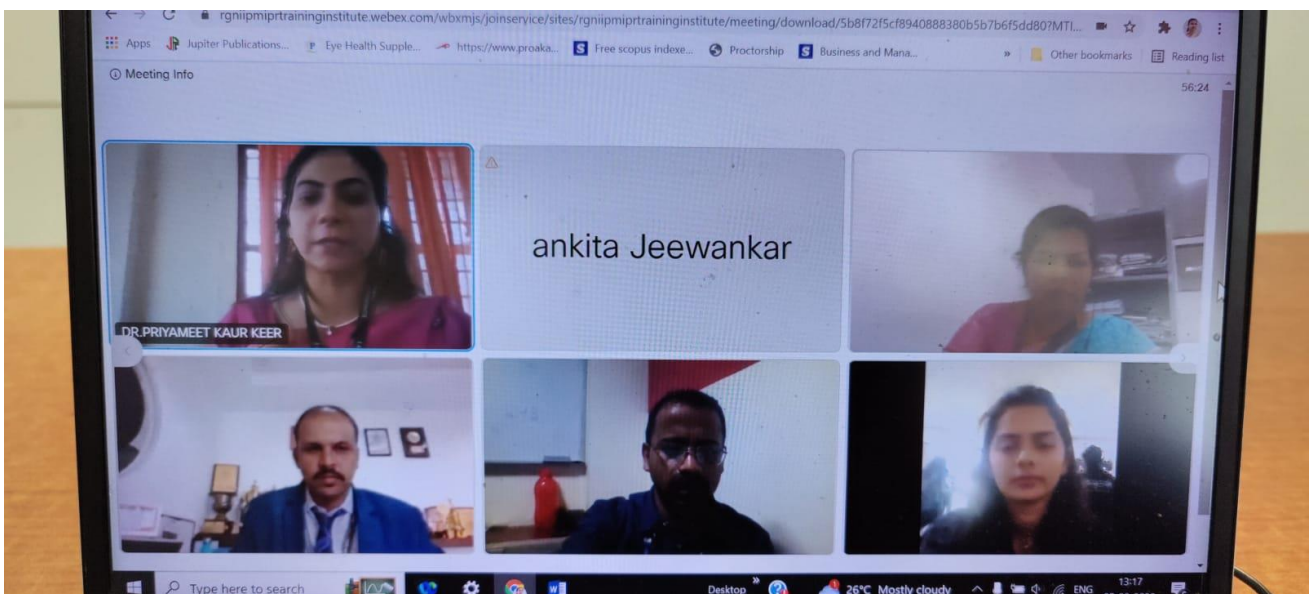 rgniipmiprtraininginstitute.webex.com/wbxmjs/joinservice/sites/rgniipmiprtraininginstitute/meeting/download/5b8f72f5cf8940888380b5b7b6f5dd80?MTI...
Apps Jupiter Publications... Eye Health Supple... https://www.proaka... Free scopus indexe... Proctorship Business and Mana... » Other bookmarks Reading list
Meeting Info
56:24
ankita Jeewankar
DR.PRIYAMEET KAUR KEER
Type here to search Desktop » 26°C Mostly cloudy ENG 13:17